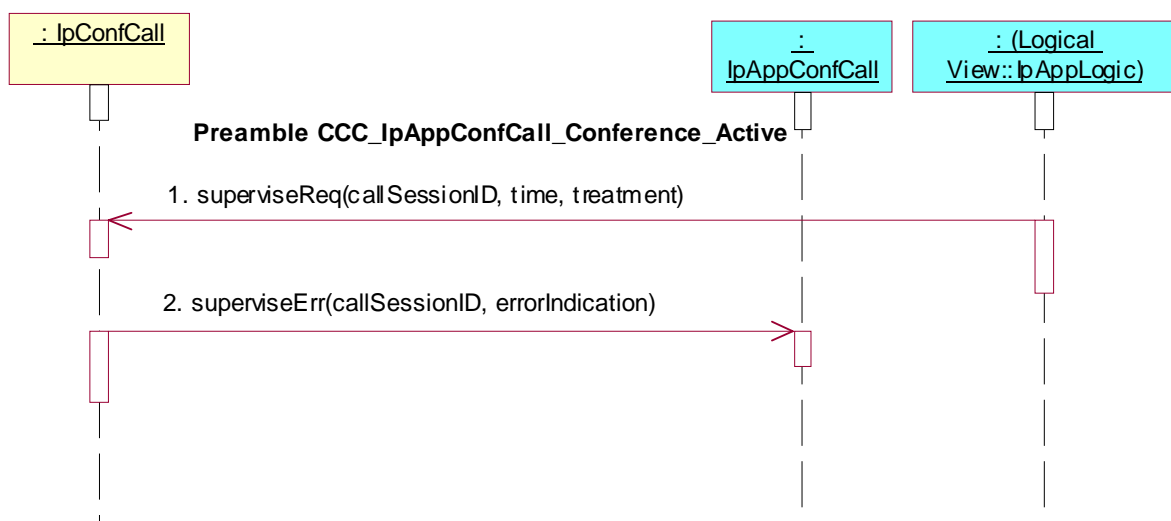 : IpConfCall
:
IpAppConfCall
: (Logical
View::IpAppLogic)
Preamble CCC_IpAppConfCall_Conference_Active
1. superviseReq(callSessionID, time, treatment)
2. superviseErr(callSessionID, errorIndication)